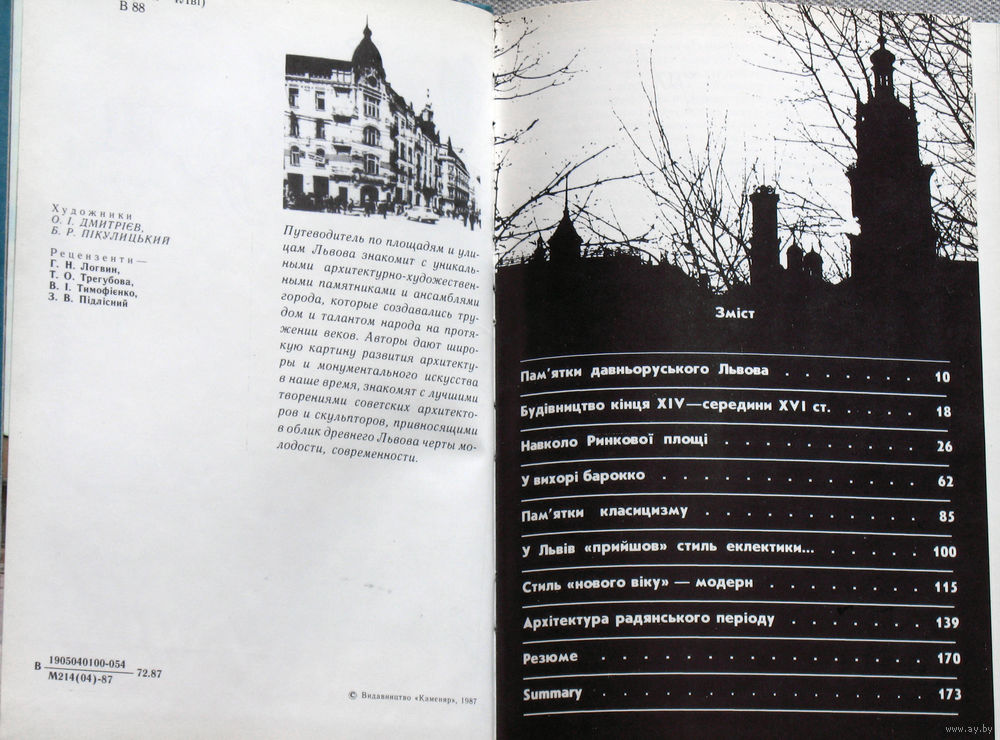 В 88
Художники
О. І. ДМИТРІЄВ,
Б. Р. ПІКУЛИЦЬКИЙ
Рецензенти—
Г. Н. Логвин,
Т. О. Трегубова,
В. І. Тимофієнко,
З. В. Підлісний
Путеводитель по площадям и ули-
цам Львова знакомит с уникаль-
ными архитектурно-художествен-
ными памятниками и ансамблями
города, которые создавались тру-
дом и талантом народа на протя-
жении веков. Авторы дают широ-
кую картину развития архитекту-
ры и монументального искусства
в наше время, знакомят с лучшими
творениями советских архитекто-
ров и скульпторов, привносящими
в облик древнего Львова черты мо-
лодости, современности.
В 1905040100-054
М214(04)-87 72.87
© Видавництво «Каменяр», 1987
Зміст
Пам'ятки давньоруського Львова . . . . . . . 10
Будівництво кінця XIV—середини XVI ст. . . . . . 18
Навколо Ринкової площі . . . . . . . . . . 26
У вихорі барокко . . . . . . . . . . . . 62
Пам'ятки класицизму . . . . . . . . . . . 85
У Львів «прийшов» стиль еклектики... . . . . . 100
Стиль «нового віку» — модерн . . . . . . . . 115
Архітектура радянського періоду . . . . . . . 139
Резюме . . . . . . . . . . . . . . 170
Summary . . . . . . . . . . . . . . 173
www.ay.by